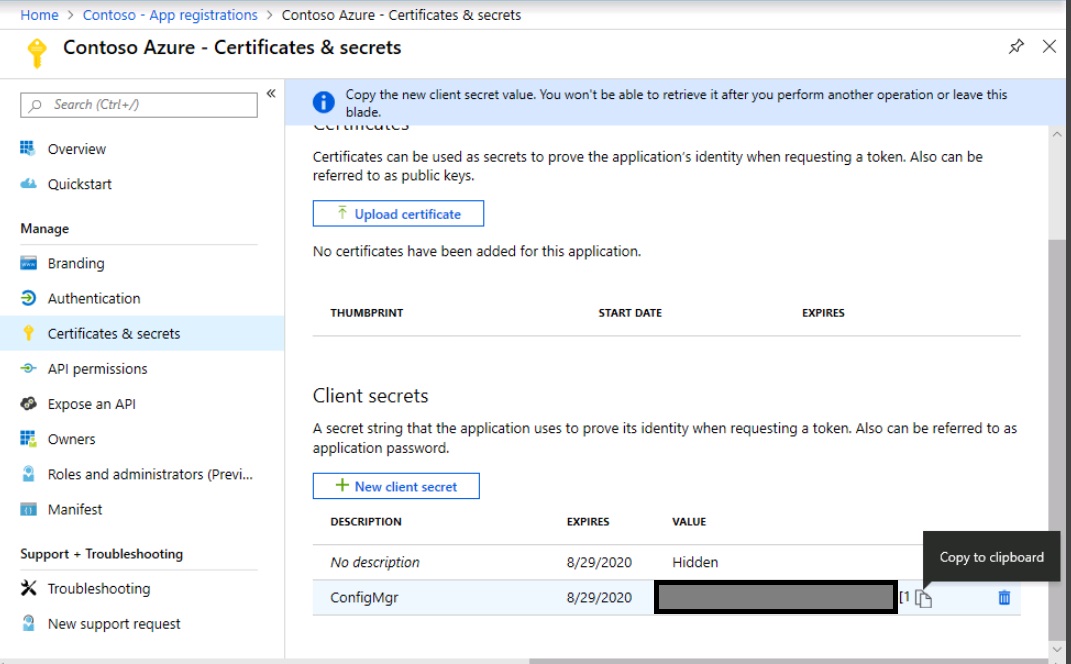 Home > Contoso - App registrations > Contoso Azure - Certificates & secrets
Contoso Azure - Certificates & secrets
Search (Ctrl+/)
Overview
Quickstart
Manage
Branding
Authentication
Certificates & secrets
API permissions
Expose an API
Owners
Roles and administrators (Previ...
Manifest
Support + Troubleshooting
Troubleshooting
New support request
Copy the new client secret value. You won't be able to retrieve it after you perform another operation or leave this
blade.
Certificates
Certificates can be used as secrets to prove the application's identity when requesting a token. Also can be
referred to as public keys.
Upload certificate
No certificates have been added for this application.
THUMBPRINT START DATE EXPIRES
Client secrets
A secret string that the application uses to prove its identity when requesting a token. Also can be referred to as
application password.
New client secret
DESCRIPTION EXPIRES VALUE
Copy to clipboard
No description 8/29/2020 Hidden
ConfigMgr 8/29/2020 [1